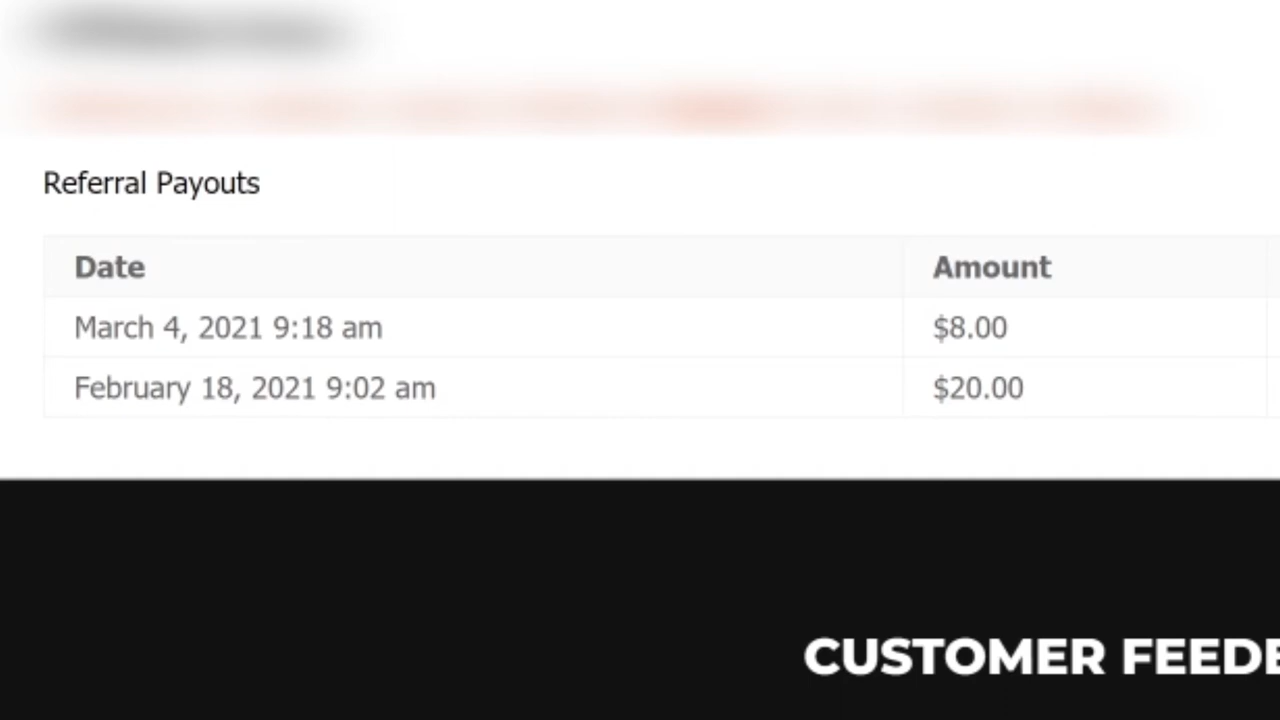 Referral Payouts
Date Amount
March 4, 2021 9:18 am $8.00
February 18, 2021 9:02 am $20.00
CUSTOMER